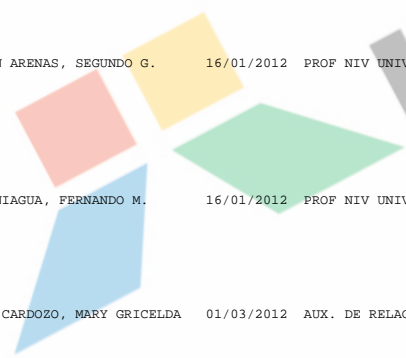 ARENAS, SEGUNDO G. 16/01/2012 PROF NIV
FERNANDO M. 16/01/2012 PROF NIV
CARDOZO, MARY GRICELDA 01/03/2012 AUX. DE